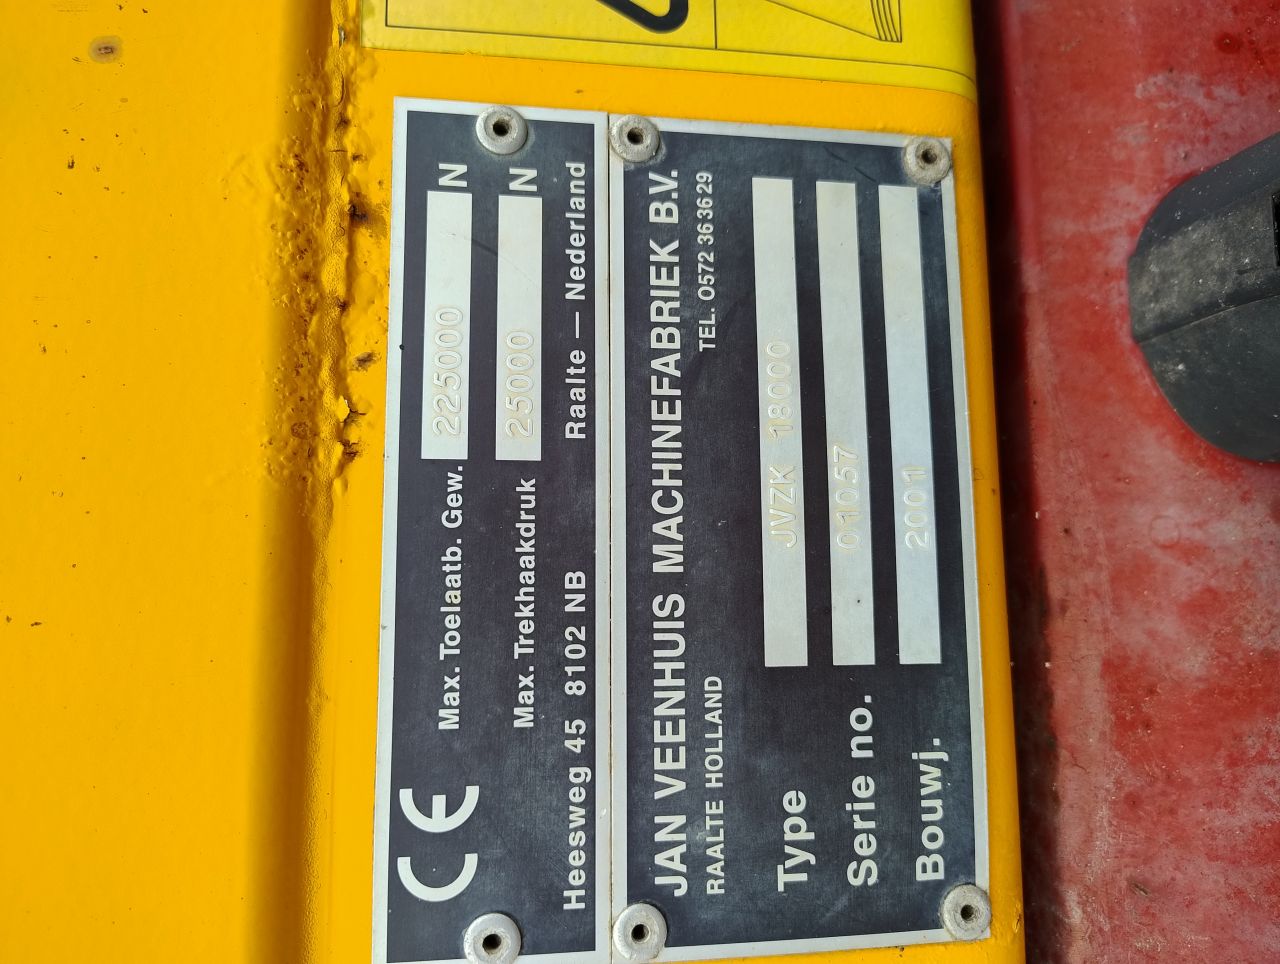 CE
Max. Toelaatb. Gew. 225000 N
Max. Trekhaakdruk 25000 N
Heesweg 45 8102 NB Raalte — Nederland
JAN VEENHUIS MACHINEFABRIEK B.V.
RAALTE HOLLAND TEL. 0572 363629
Type JVZK 18000
Serie no. 01057
Bouwj. 2001